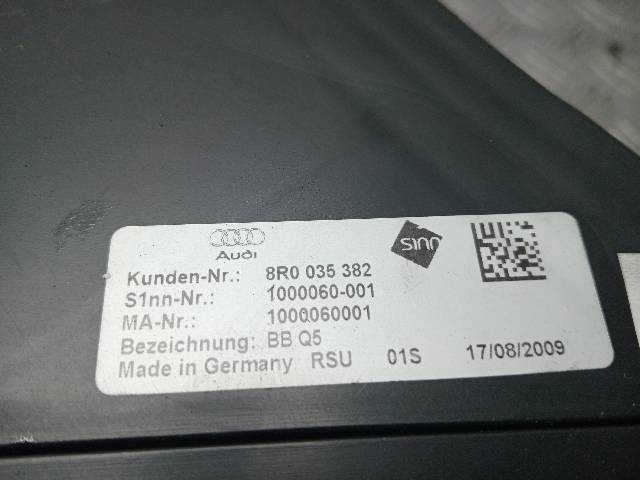 Audi
s1nn
Kunden-Nr.: 8R0 035 382
S1nn-Nr.: 1000060-001
MA-Nr.: 1000060001
Bezeichnung: BB Q5
Made in Germany RSU 01S 17/08/2009